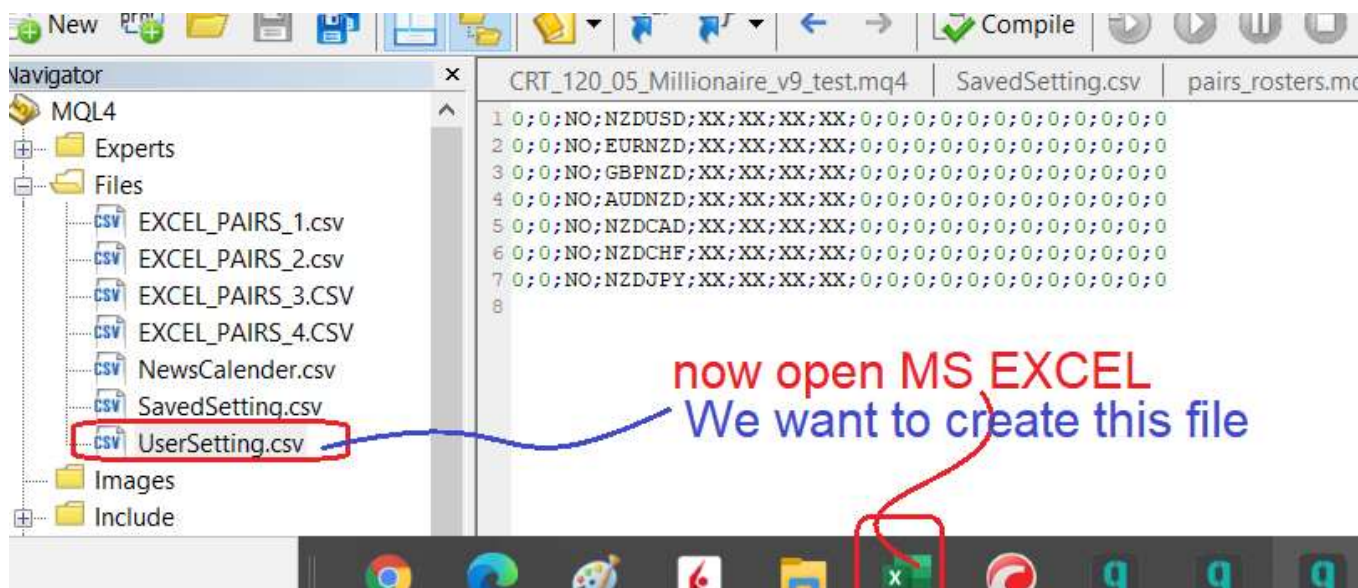 New
Compile
Navigator
CRT_120_05_Millionaire_v9_test.mq4
SavedSetting.csv
pairs_rosters.mq
MQL4
Experts
Files
EXCEL_PAIRS_1.csv
EXCEL_PAIRS_2.csv
EXCEL_PAIRS_3.CSV
EXCEL_PAIRS_4.CSV
NewsCalender.csv
SavedSetting.csv
UserSetting.csv
Images
Include
1 0;0;NO;NZDUSD;XX;XX;XX;XX;0;0;0;0;0;0;0;0;0;0;0
2 0;0;NO;EURNZD;XX;XX;XX;XX;0;0;0;0;0;0;0;0;0;0;0
3 0;0;NO;GBPNZD;XX;XX;XX;XX;0;0;0;0;0;0;0;0;0;0;0
4 0;0;NO;AUDNZD;XX;XX;XX;XX;0;0;0;0;0;0;0;0;0;0;0
5 0;0;NO;NZDCAD;XX;XX;XX;XX;0;0;0;0;0;0;0;0;0;0;0
6 0;0;NO;NZDCHF;XX;XX;XX;XX;0;0;0;0;0;0;0;0;0;0;0
7 0;0;NO;NZDJPY;XX;XX;XX;XX;0;0;0;0;0;0;0;0;0;0;0
8
now open MS EXCEL
We want to create this file